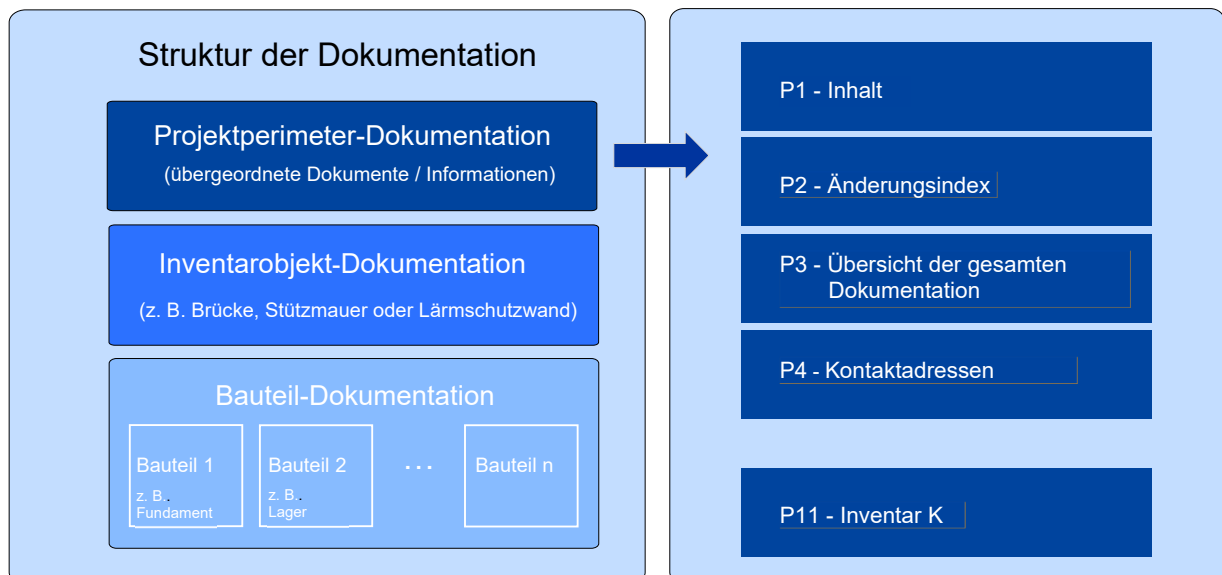 Struktur der Dokumentation
Projektperimeter-Dokumentation
(übergeordnete Dokumente / Informationen)
Inventarobjekt-Dokumentation
(z. B. Brücke, Stützmauer oder Lärmschutzwand)
Bauteil-Dokumentation
Bauteil 1
z. B..
Fundament
Bauteil 2
z. B..
Lager
. . .
Bauteil n
P1 - Inhalt
P2 - Änderungsindex
P3 - Übersicht der gesamten
Dokumentation
P4 - Kontaktadressen
P11 - Inventar K